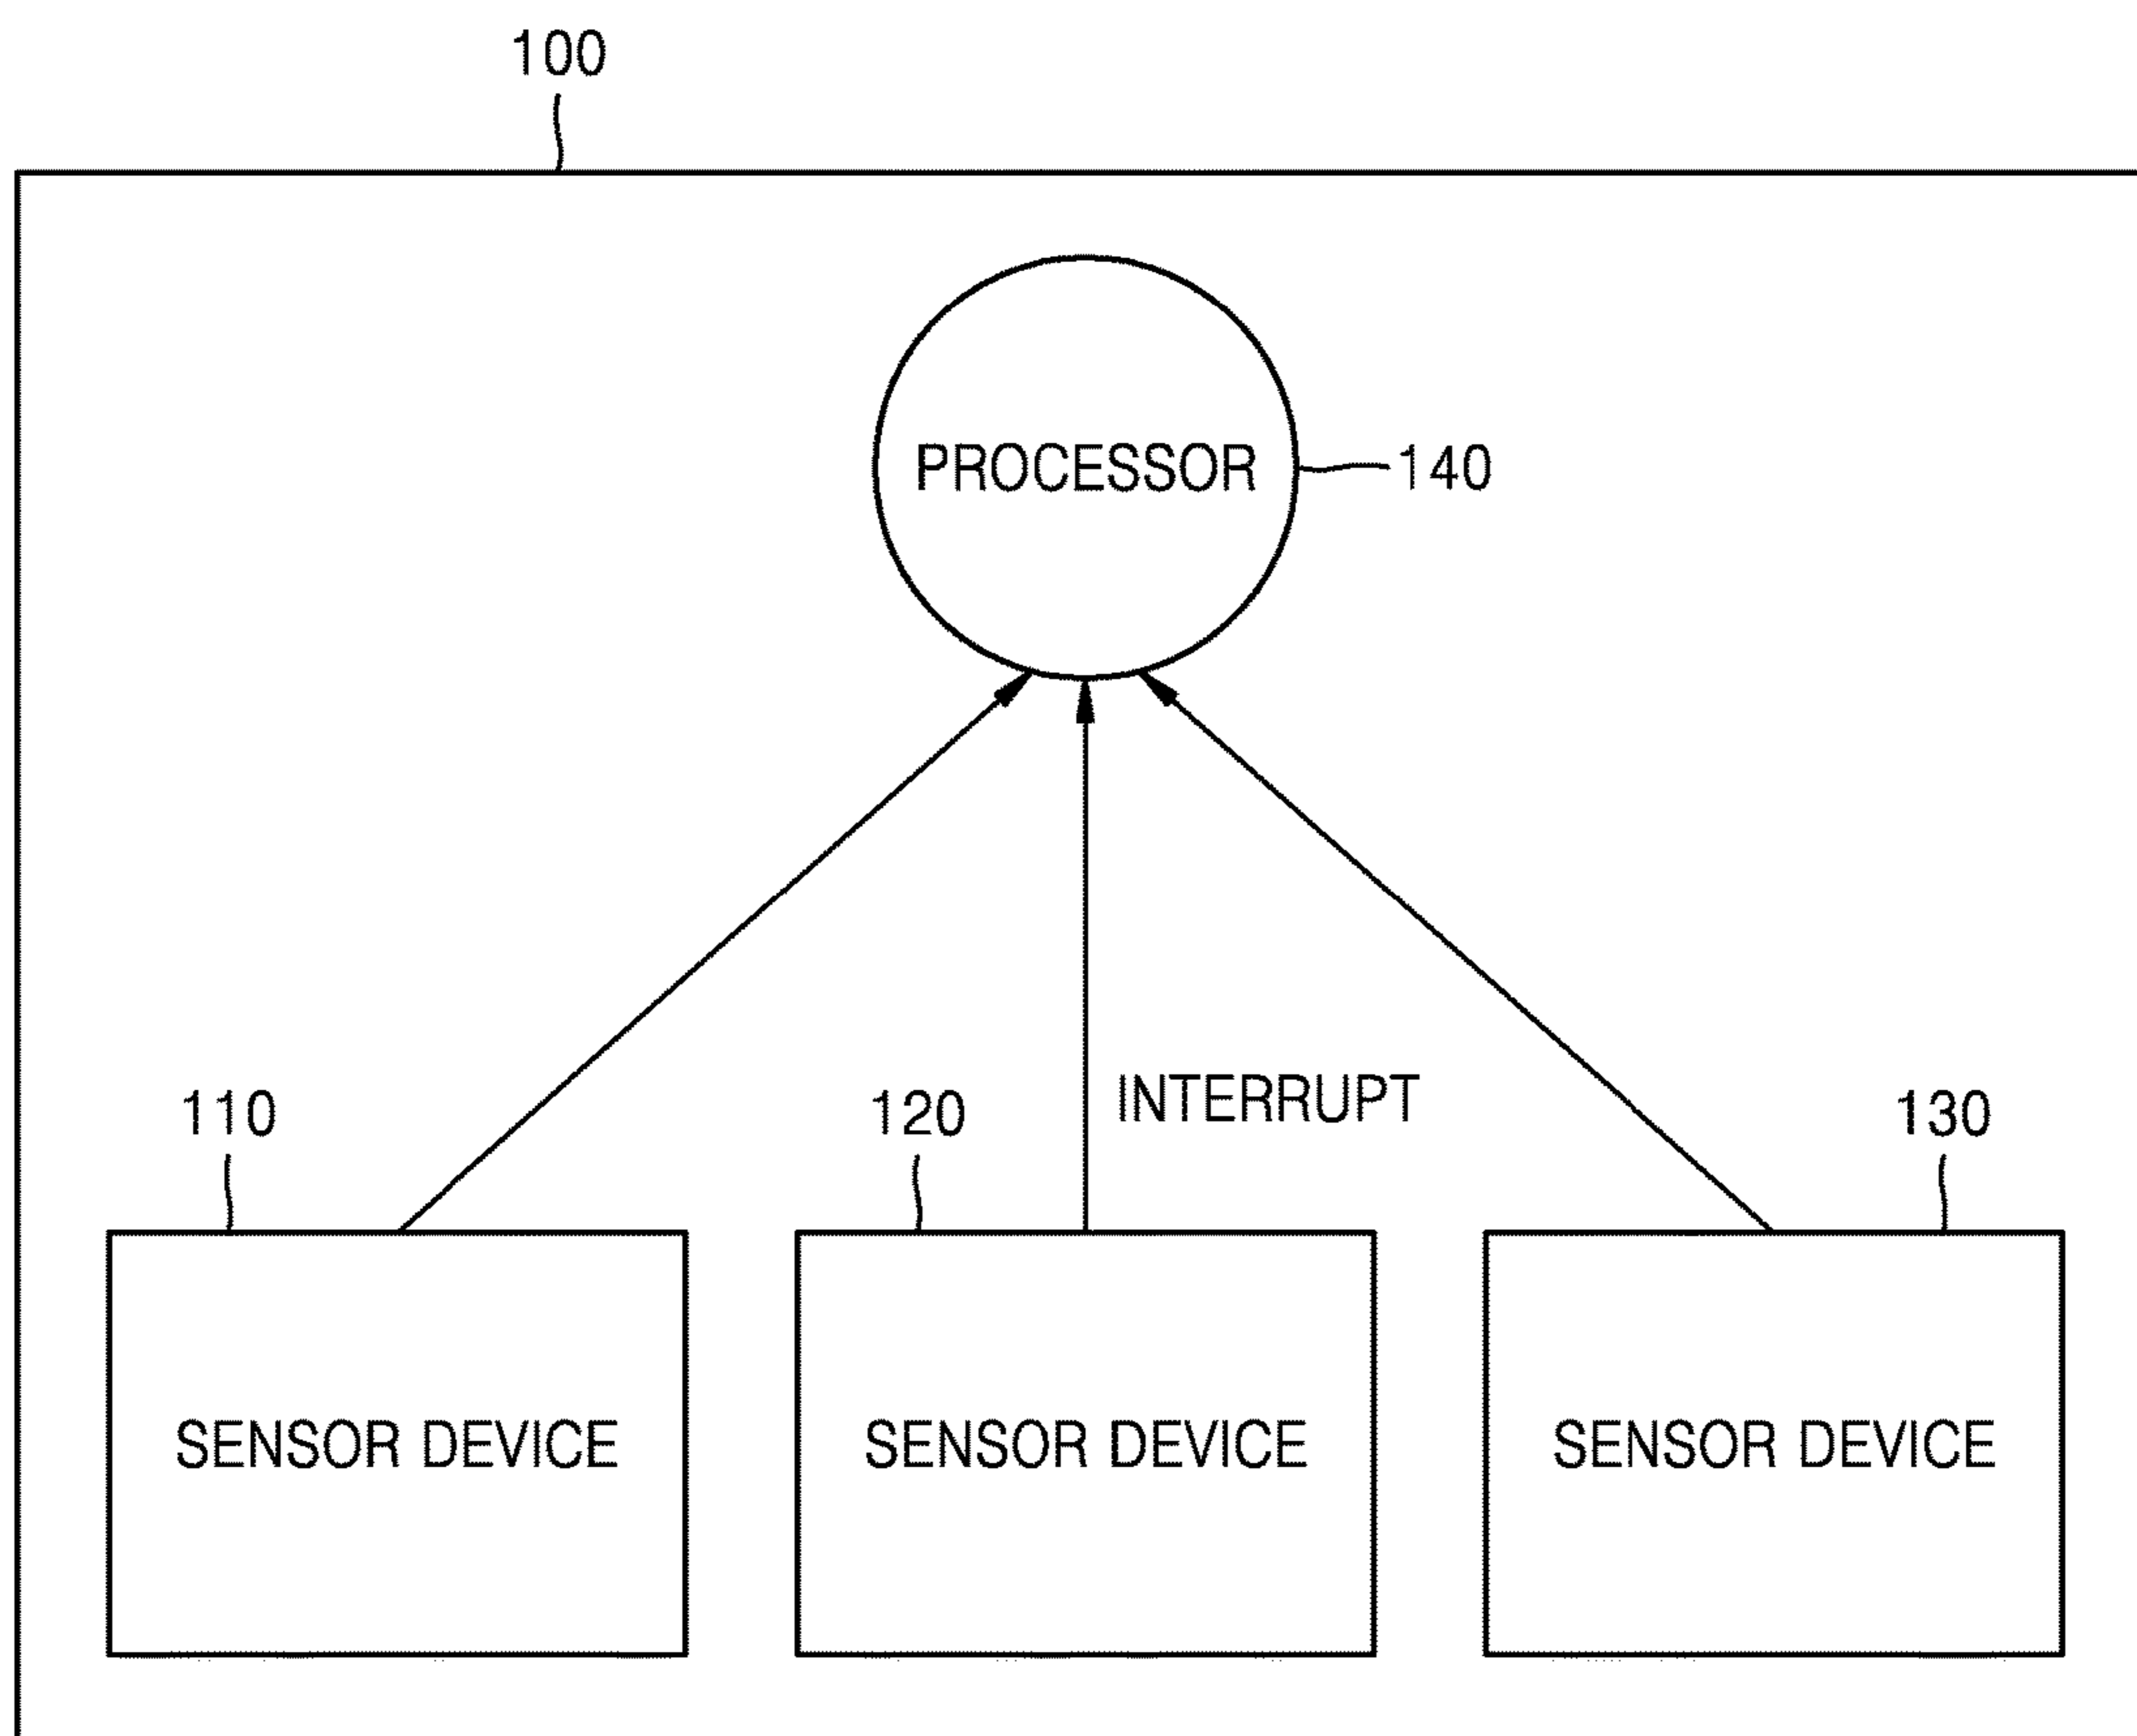 100
PROCESSOR
140
INTERRUPT
110
120
130
SENSOR DEVICE
SENSOR DEVICE
SENSOR DEVICE